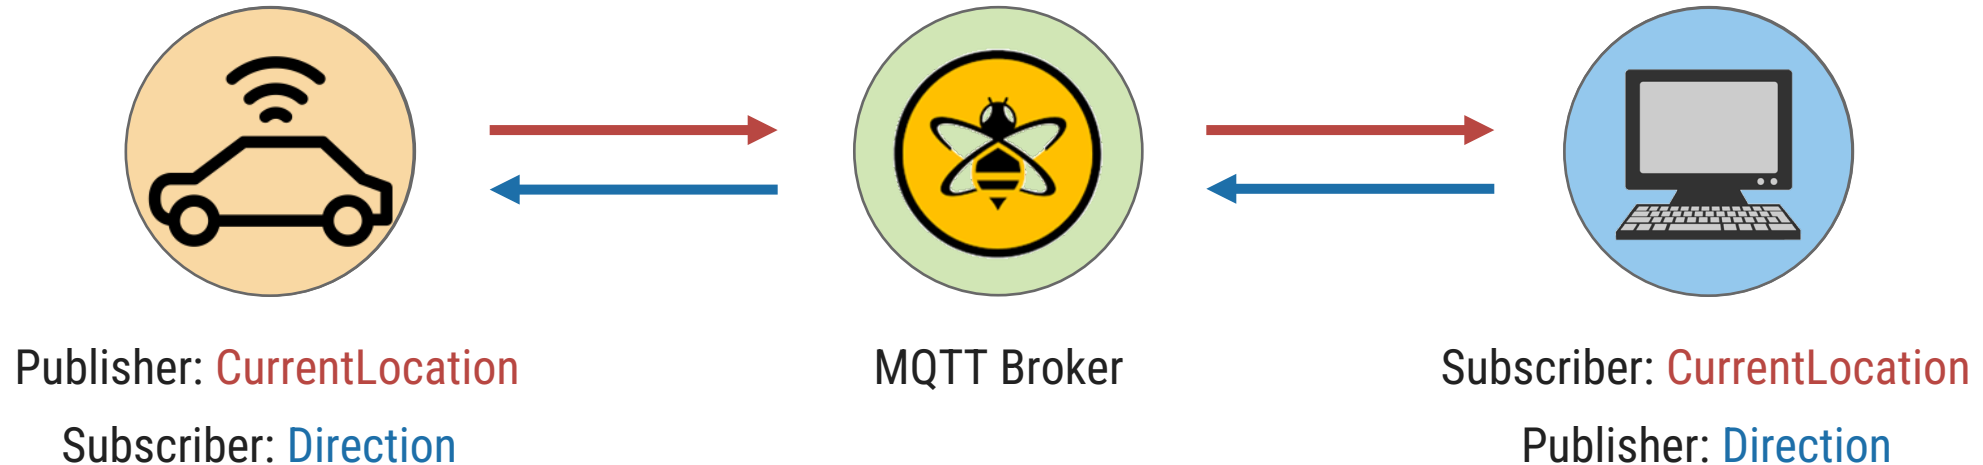 Publisher: CurrentLocation
Subscriber: Direction
MQTT Broker
Subscriber: CurrentLocation
Publisher: Direction